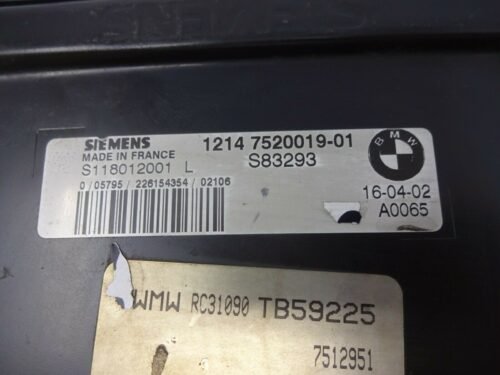 SIEMENS 1214 7520019-01
MADE IN FRANCE S83293
S118012001 L
0 / 05795 / 226154354 / 02106
BMW
16-04-02
A0065
WMW RC31090 TB59225
7512951